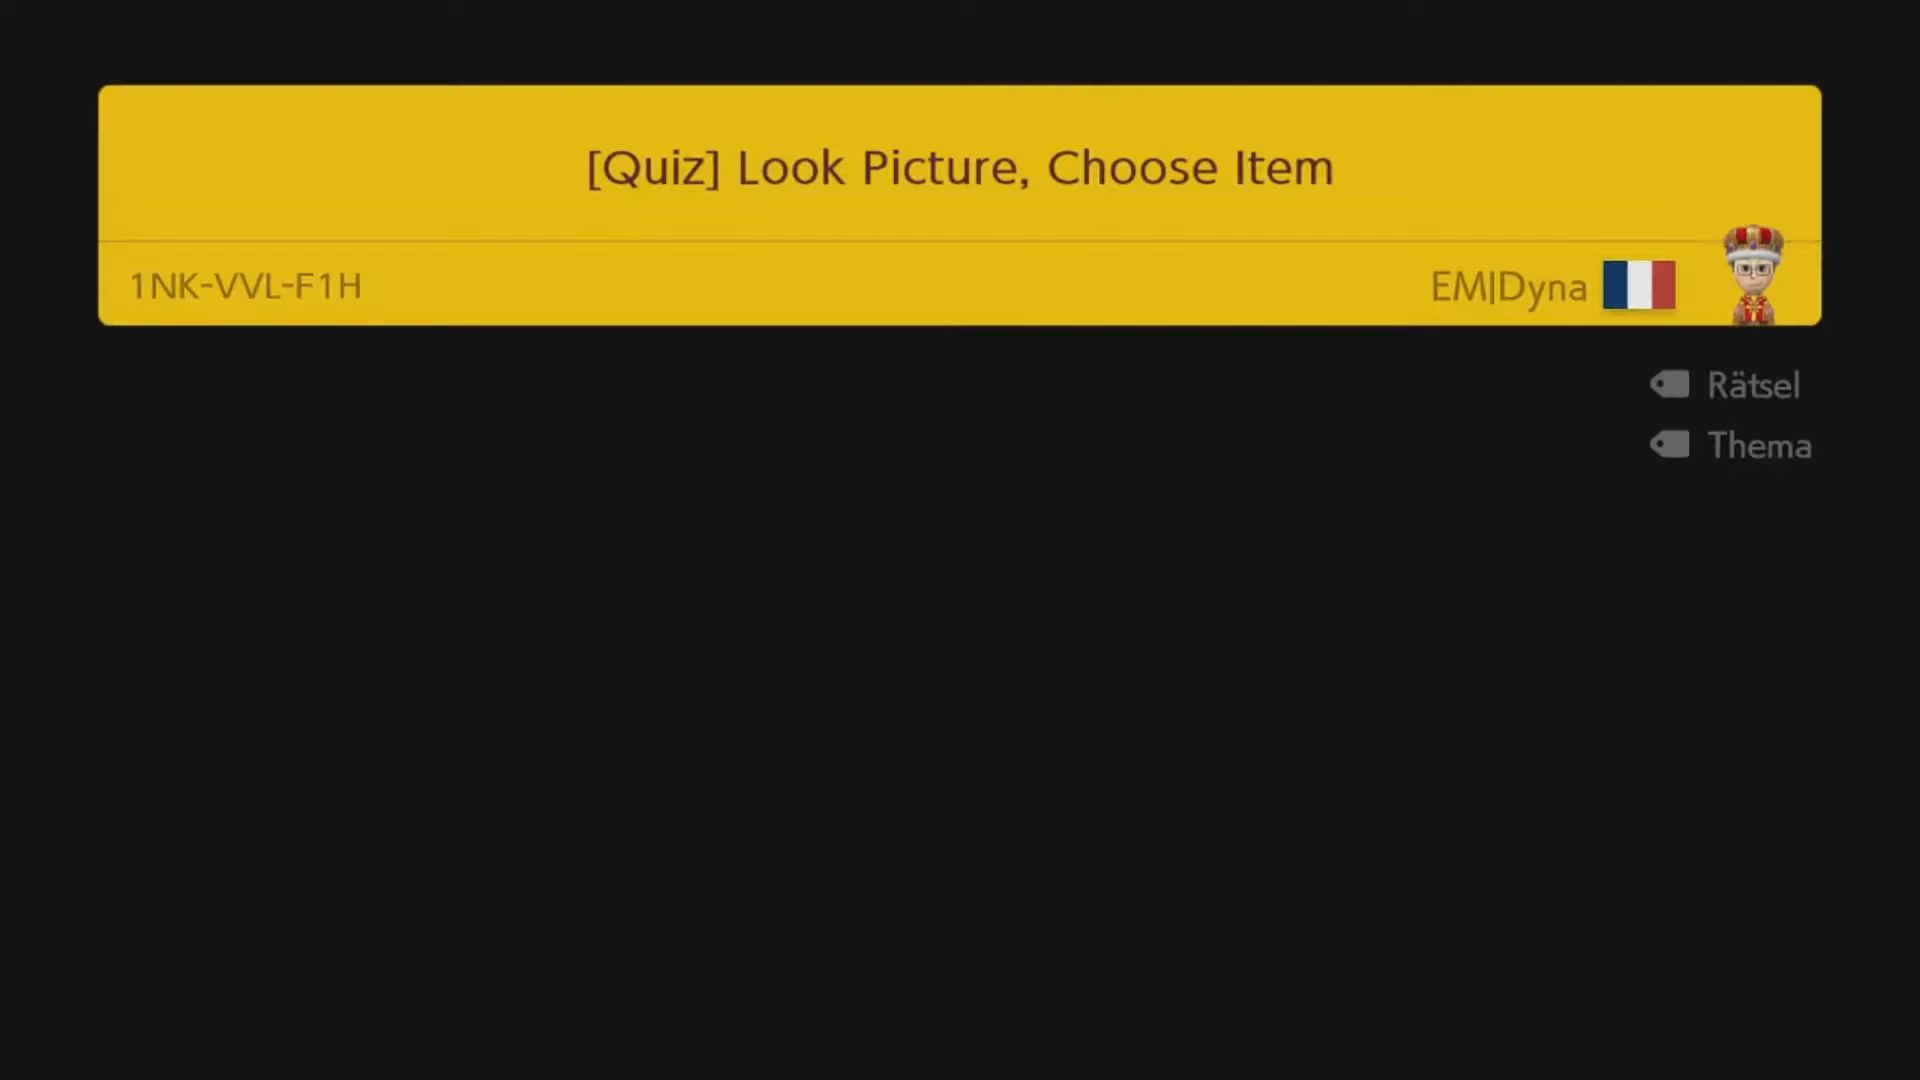 [Quiz] Look Picture, Choose Item
1NK-VVL-F1H
EM|Dyna
Rätsel
Thema